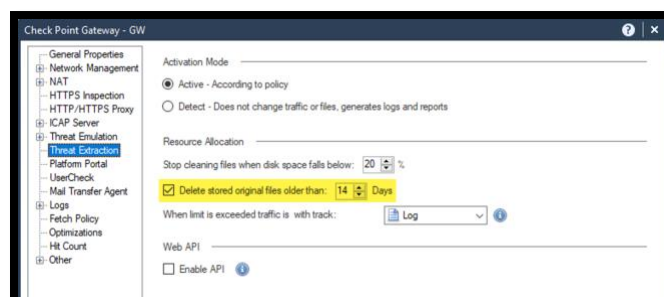 Check Point Gateway - GW
General Properties
Network Management
NAT
HTTPS Inspection
HTTP/HTTPS Proxy
ICAP Server
Threat Emulation
Threat Extraction
Platform Portal
UserCheck
Mail Transfer Agent
Logs
Fetch Policy
Optimizations
Hit Count
Other
Activation Mode
Active - According to policy
Detect - Does not change traffic or files, generates logs and reports
Resource Allocation
Stop cleaning files when disk space falls below: 20 %
Delete stored original files older than: 14 Days
When limit is exceeded traffic is with track: Log
Web API
Enable API